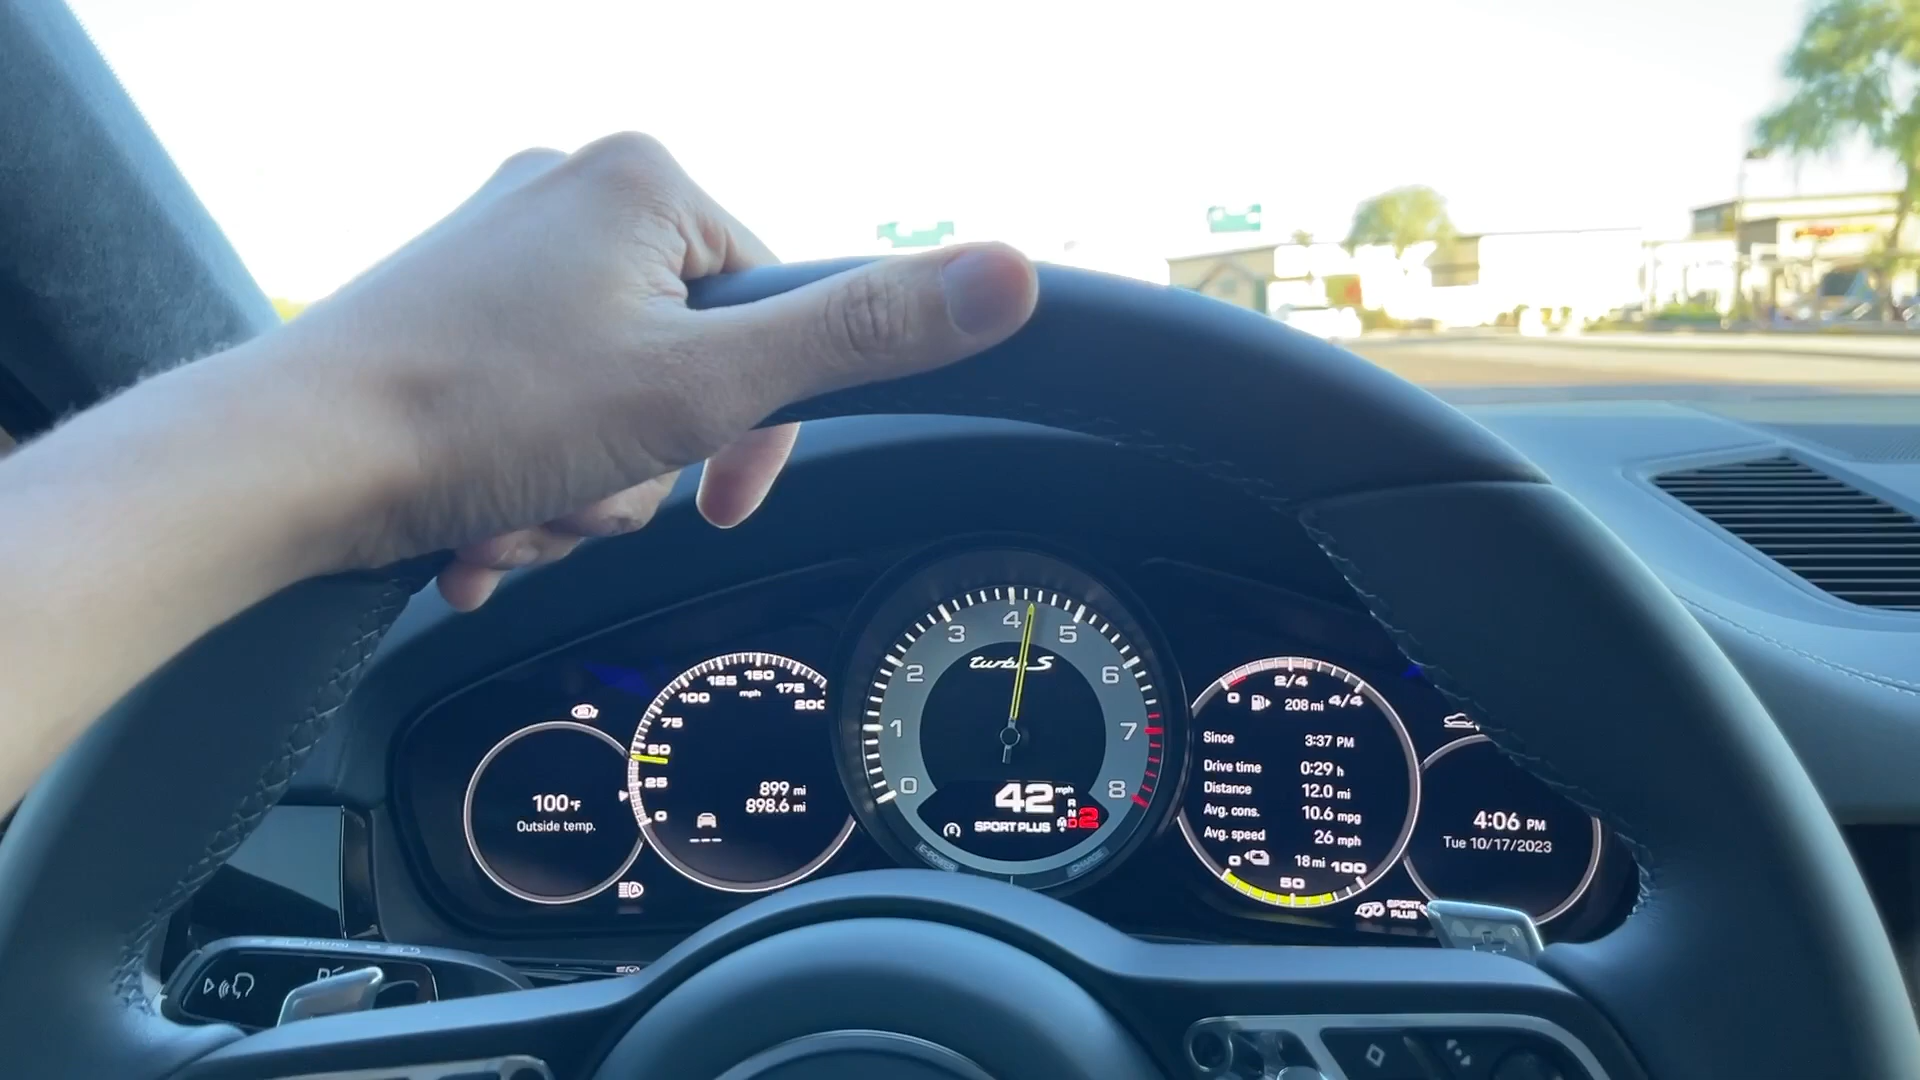 100°F
Outside temp.
0
25
50
75
100
125
150
175
200
mph
899 mi
898.6 mi
0
1
2
3
4
5
6
7
8
turbo S
42 mph
SPORT PLUS
R
N
D
M
2
E-POWER
CHARGE
0
2/4
4/4
208 mi
Since 3:37 PM
Drive time 0:29 h
Distance 12.0 mi
Avg. cons. 10.6 mpg
Avg. speed 26 mph
18 mi
0
50
100
4:06 PM
Tue 10/17/2023
SPORT
PLUS